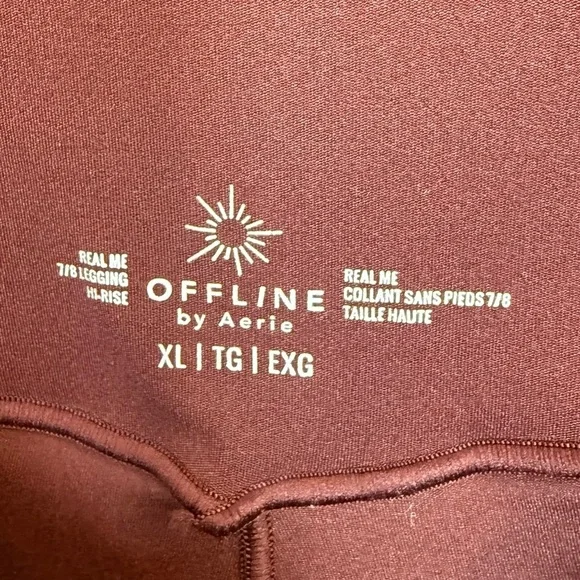 REAL ME
7/8 LEGGING
HI-RISE
OFFLINE
by Aerie
XL | TG | EXG
REAL ME
COLLANT SANS PIEDS 7/8
TAILLE HAUTE